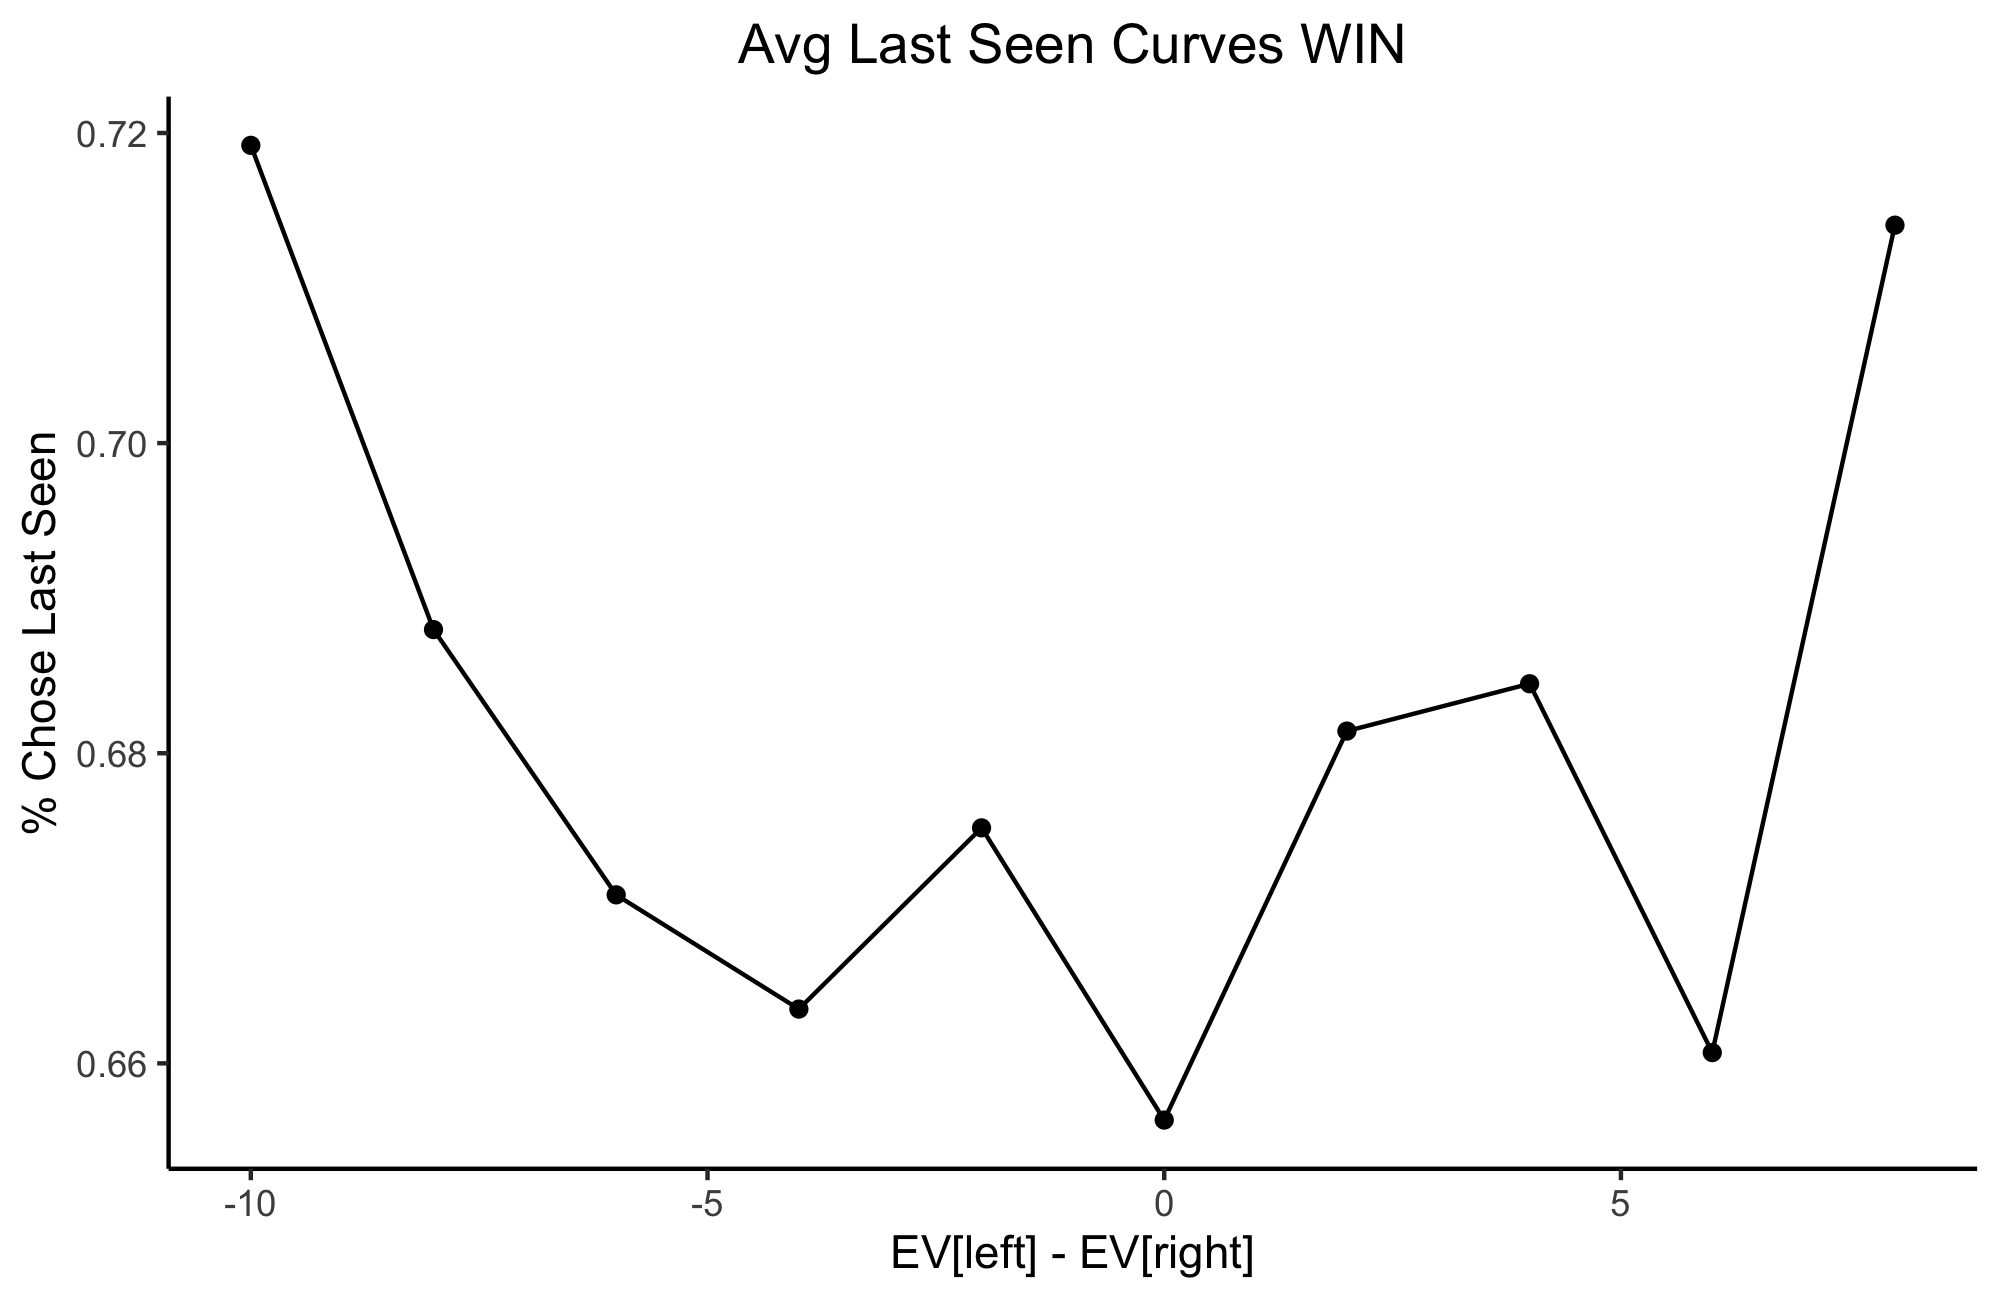 Avg Last Seen Curves WIN
% Chose Last Seen
0.72
0.70
0.68
0.66
-10
-5
0
5
EV[left] - EV[right]